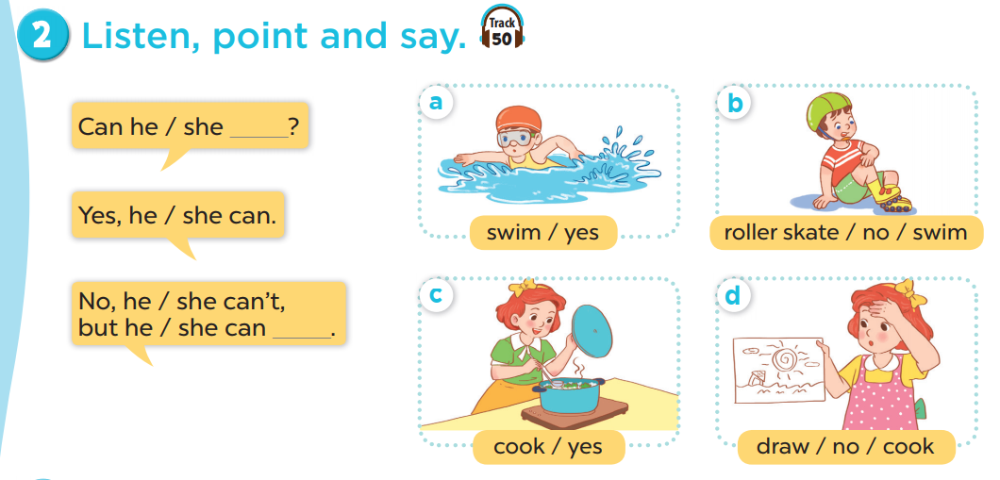 2 Listen, point and say.
Track
50
Can he / she _____?
Yes, he / she can.
No, he / she can't,
but he / she can _____.
a
swim / yes
b
roller skate / no / swim
c
cook / yes
d
draw / no / cook